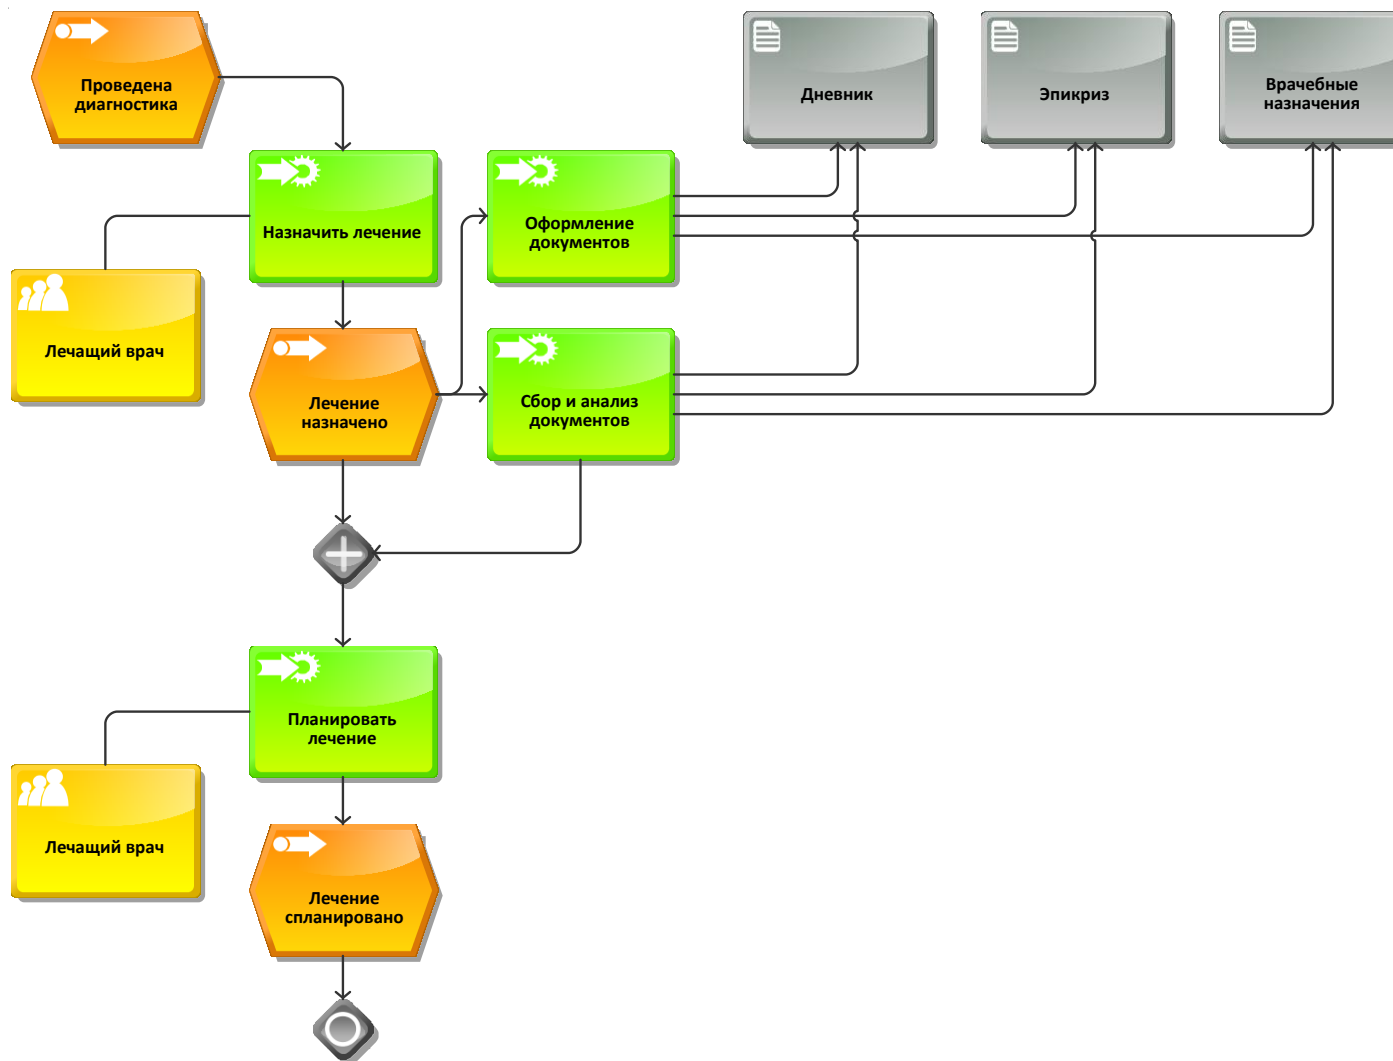 Проведена
диагностика
Дневник
Эпикриз
Врачебные
назначения
Назначить лечение
Оформление
документов
Лечащий врач
Лечение
назначено
Сбор и анализ
документов
Планировать
лечение
Лечащий врач
Лечение
спланировано